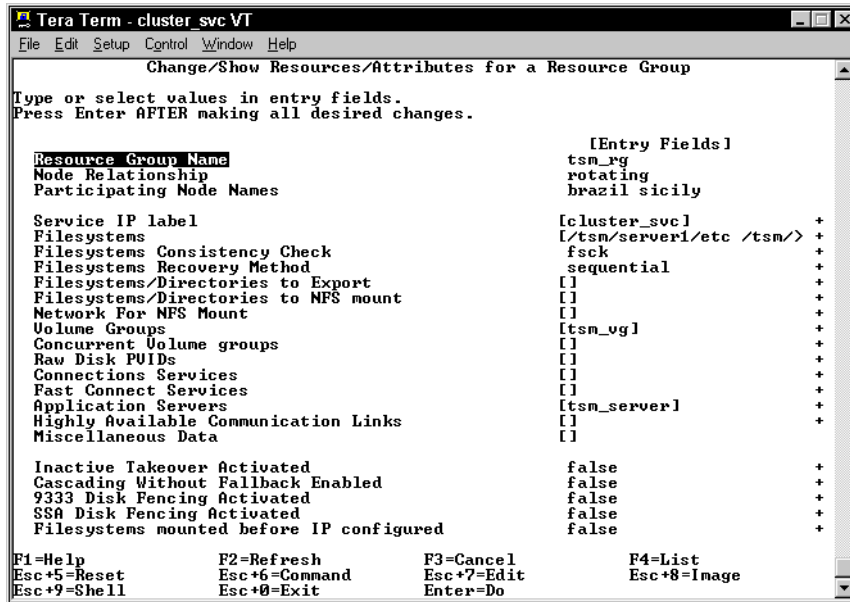 Tera Term - cluster_svc VT
File Edit Setup Control Window Help
Change/Show Resources/Attributes for a Resource Group
Type or select values in entry fields.
Press Enter AFTER making all desired changes.
[Entry Fields]
Resource Group Name tsm_rg
Node Relationship rotating
Participating Node Names brazil sicily
Service IP label [cluster_svc] +
Filesystems [/tsm/server1/etc /tsm/> +
Filesystems Consistency Check fsck +
Filesystems Recovery Method sequential +
Filesystems/Directories to Export [] +
Filesystems/Directories to NFS mount [] +
Network For NFS Mount [] +
Volume Groups [tsm_vg] +
Concurrent Volume groups [] +
Raw Disk PVIDs [] +
Connections Services [] +
Fast Connect Services [] +
Application Servers [tsm_server] +
Highly Available Communication Links [] +
Miscellaneous Data []
Inactive Takeover Activated false +
Cascading Without Fallback Enabled false +
9333 Disk Fencing Activated false +
SSA Disk Fencing Activated false +
Filesystems mounted before IP configured false +
F1=Help F2=Refresh F3=Cancel F4=List
Esc+5=Reset Esc+6=Command Esc+7=Edit Esc+8=Image
Esc+9=Shell Esc+0=Exit Enter=Do